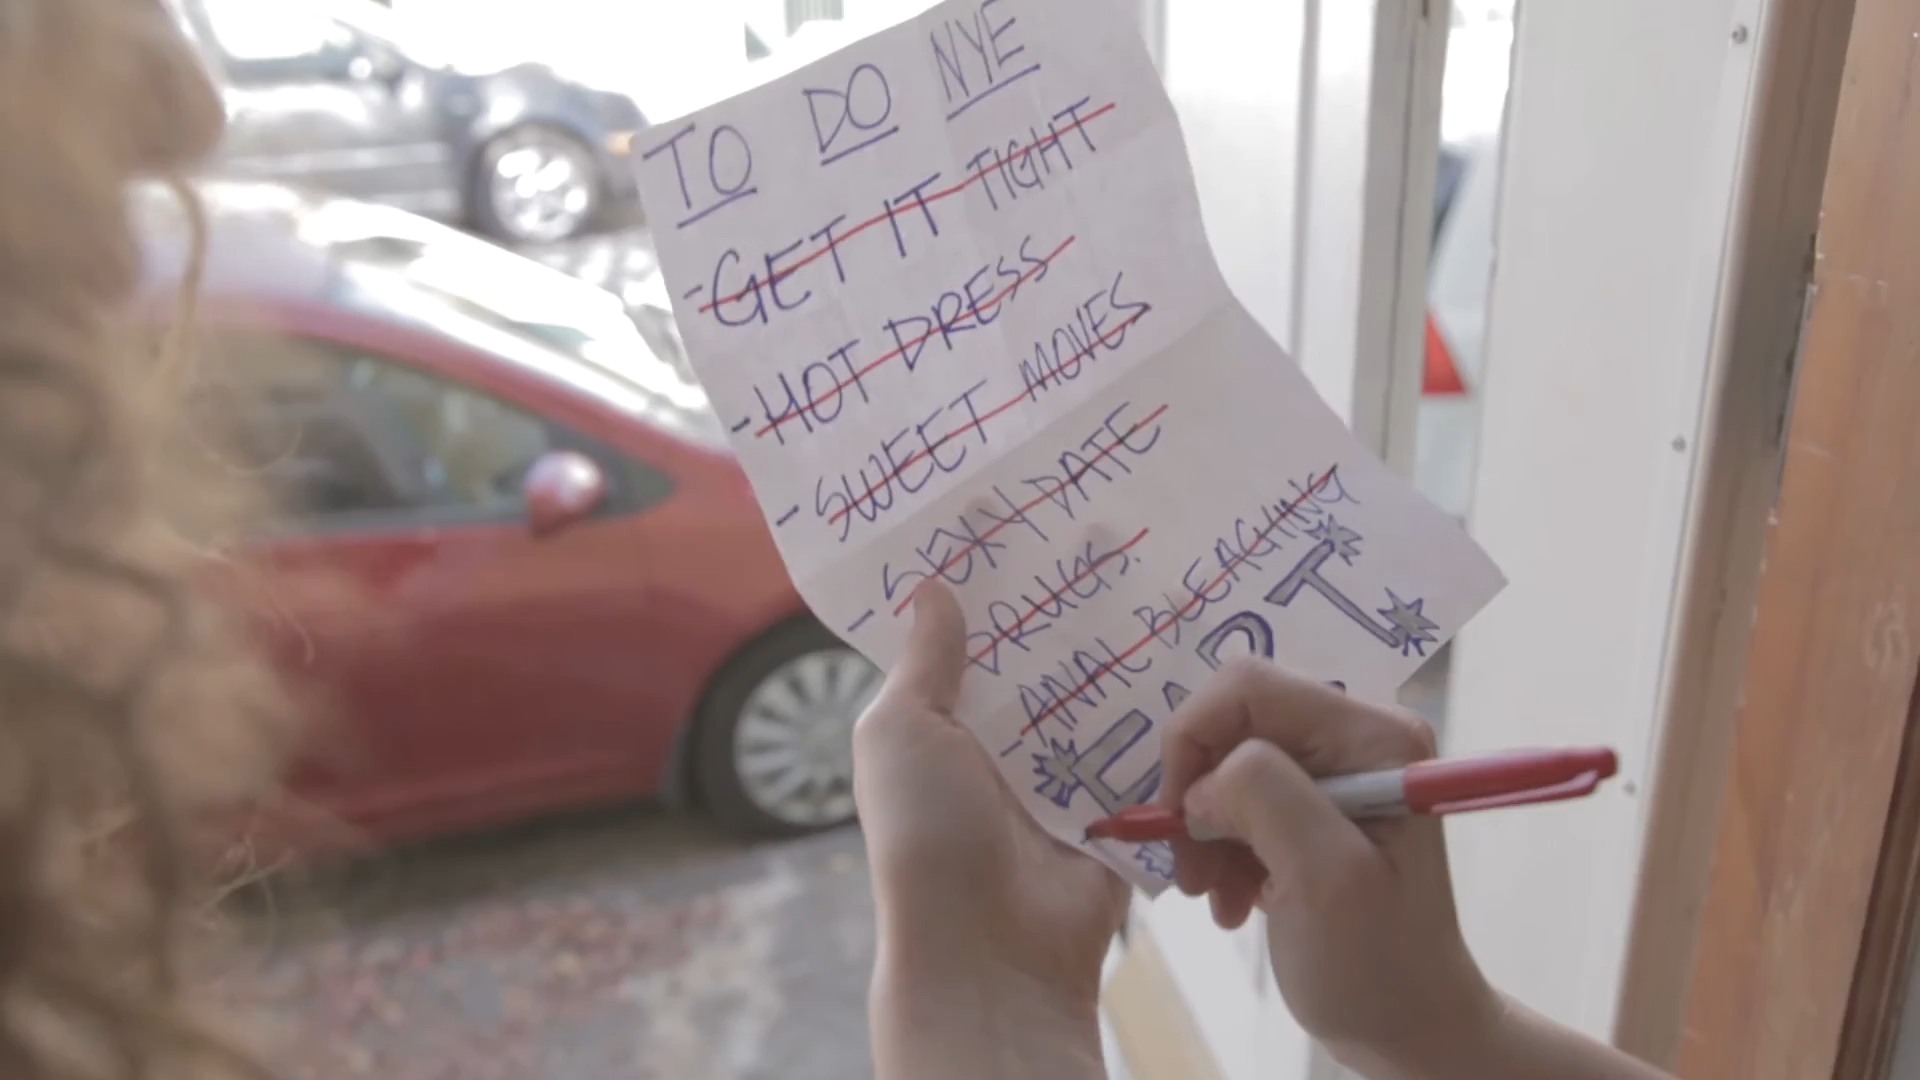 TO DO NYE
- GET IT TIGHT
- HOT DRESS
- SWEET MOVES
- SEXY DATE
DRUGS.
- ANAL BLEACHING